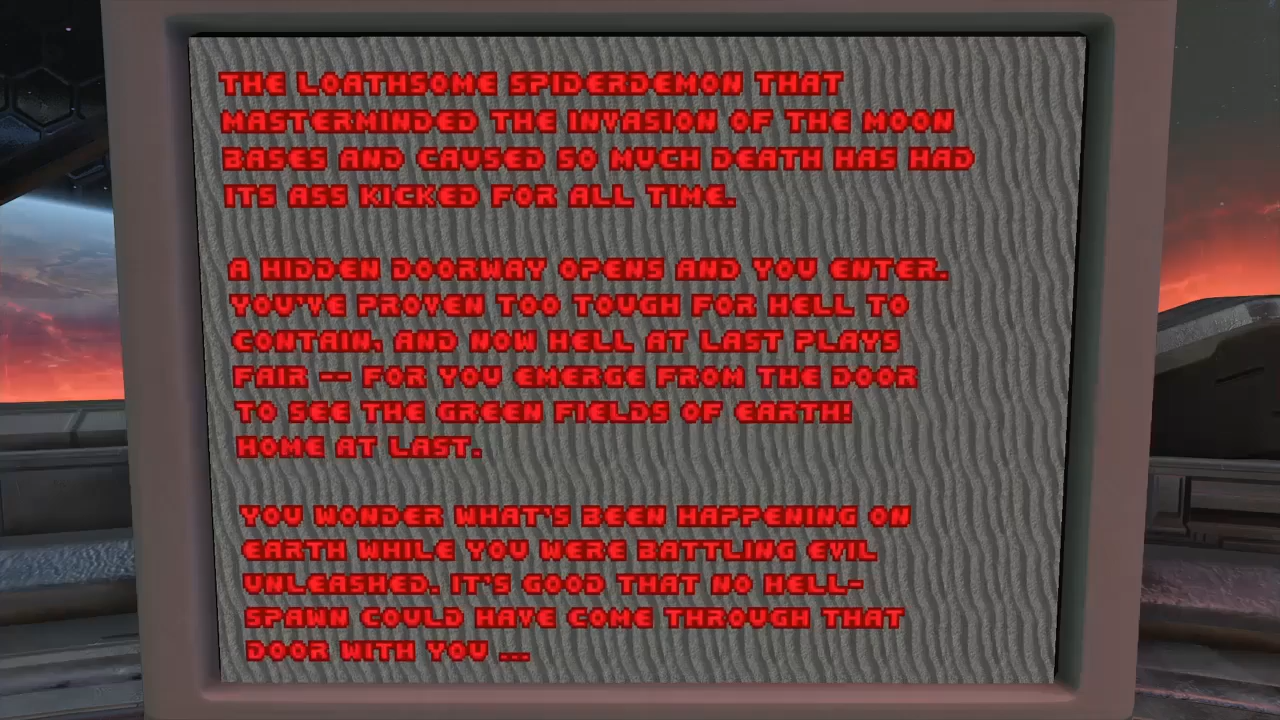 THE LOATHSOME SPIDERDEMON THAT
MASTERMINDED THE INVASION OF THE MOON
BASES AND CAUSED SO MUCH DEATH HAS HAD
ITS ASS KICKED FOR ALL TIME.
A HIDDEN DOORWAY OPENS AND YOU ENTER.
YOU'VE PROVEN TOO TOUGH FOR HELL TO
CONTAIN, AND NOW HELL AT LAST PLAYS
FAIR -- FOR YOU EMERGE FROM THE DOOR
TO SEE THE GREEN FIELDS OF EARTH!
HOME AT LAST.
YOU WONDER WHAT'S BEEN HAPPENING ON
EARTH WHILE YOU WERE BATTLING EVIL
UNLEASHED. IT'S GOOD THAT NO HELL-
SPAWN COULD HAVE COME THROUGH THAT
DOOR WITH YOU ...